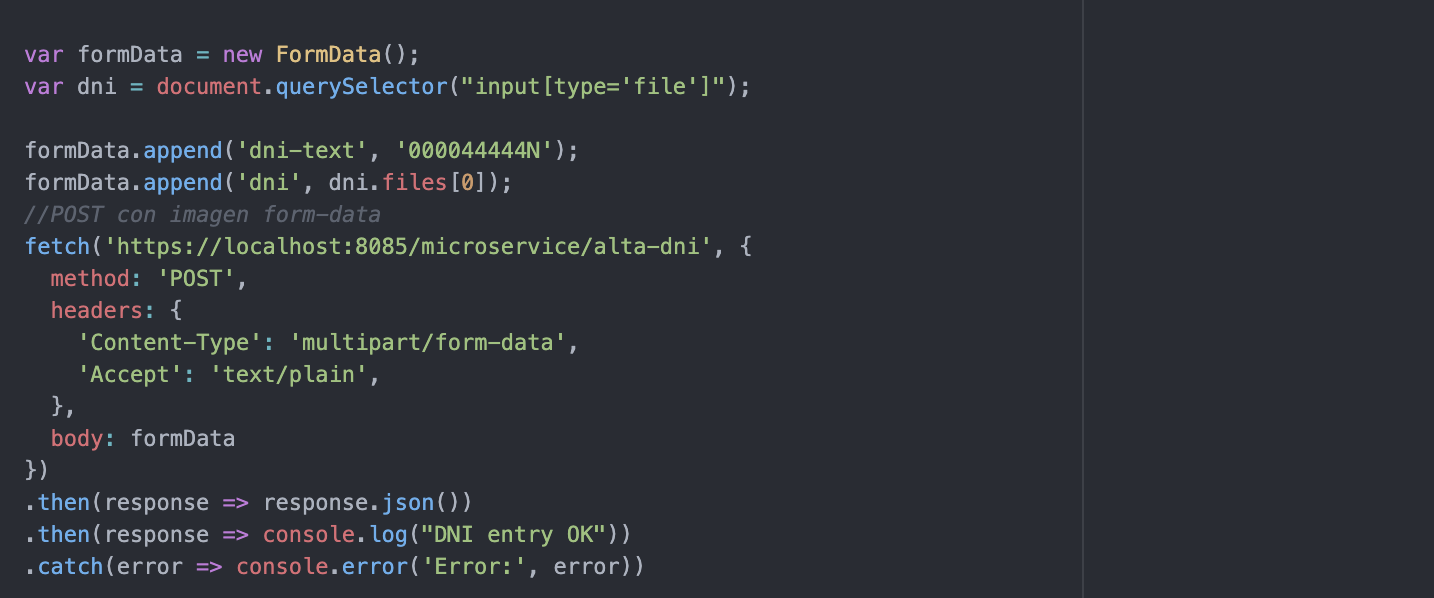 var formData = new FormData();
var dni = document.querySelector("input[type='file']");
formData.append('dni-text', '000044444N');
formData.append('dni', dni.files[0]);
//POST con imagen form-data
fetch('https://localhost:8085/microservice/alta-dni', {
  method: 'POST',
  headers: {
    'Content-Type': 'multipart/form-data',
    'Accept': 'text/plain',
  },
  body: formData
})
.then(response => response.json())
.then(response => console.log("DNI entry OK"))
.catch(error => console.error('Error:', error))